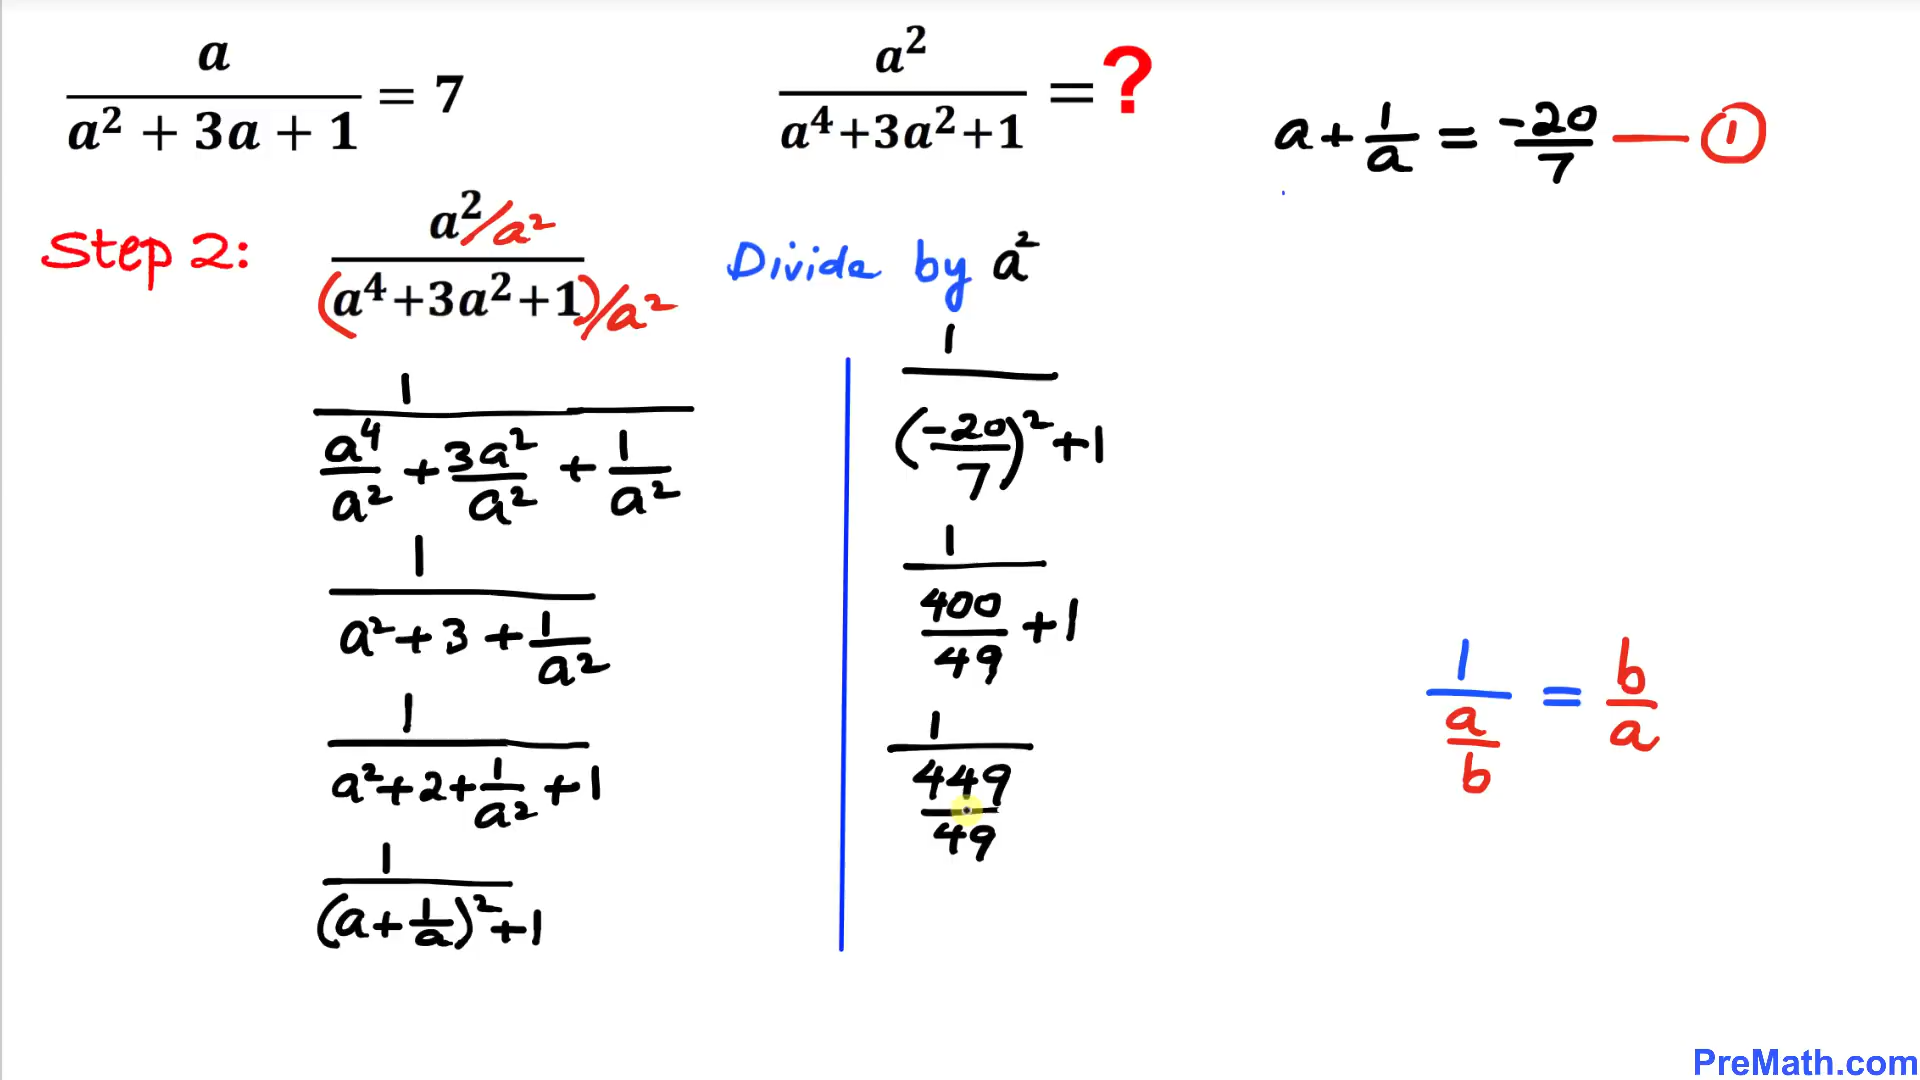 a/(a² + 3a + 1) = 7
a²/(a⁴+3a²+1) = ?
a + 1/a = -20/7 — ①
Step 2:
a²/a²
(a⁴+3a²+1)/a²
Divide by a²
1/(a⁴/a² + 3a²/a² + 1/a²)
1/(a² + 3 + 1/a²)
1/(a² + 2 + 1/a² + 1)
1/((a + 1/a)² + 1)
1/((-20/7)² + 1)
1/(400/49 + 1)
1/(449/49)
1/(a/b) = b/a
PreMath.com